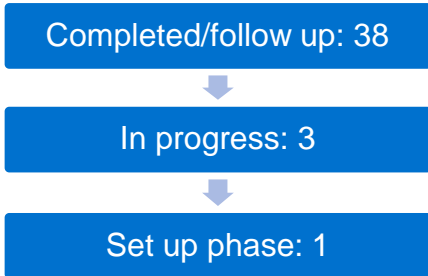 Completed/follow up: 38
In progress: 3
Set up phase: 1